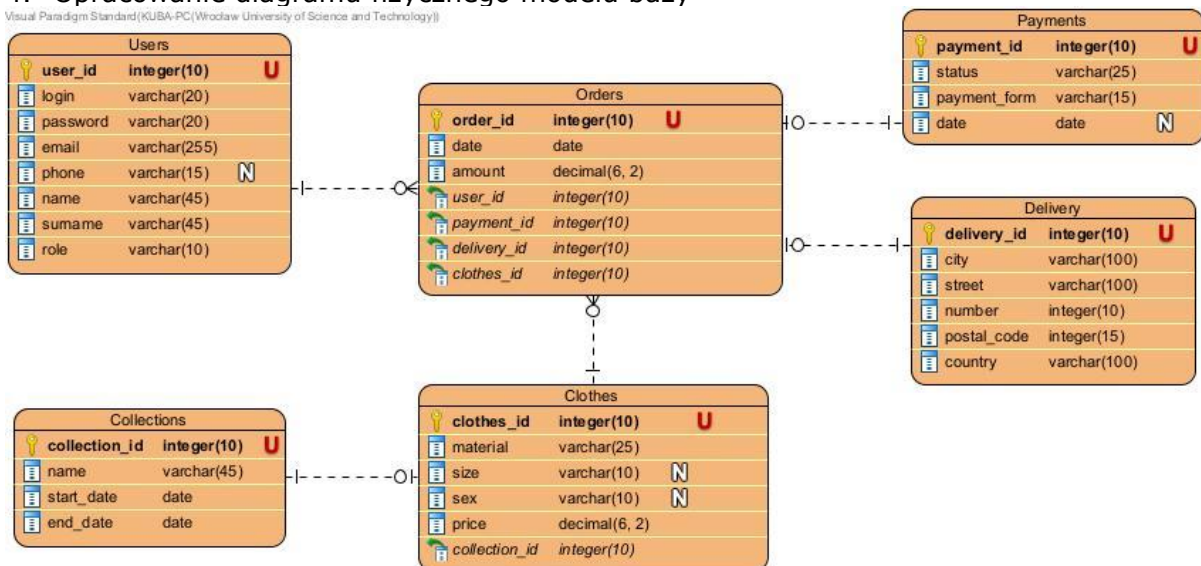 4. Opracowanie diagramu fizycznego modelu bazy
Visual Paradigm Standard(KUBA-PC(Wroclaw University of Science and Technology))
Users
user_id integer(10) U
login varchar(20)
password varchar(20)
email varchar(255)
phone varchar(15) N
name varchar(45)
surname varchar(45)
role varchar(10)
Orders
order_id integer(10) U
date date
amount decimal(6, 2)
user_id integer(10)
payment_id integer(10)
delivery_id integer(10)
clothes_id integer(10)
Payments
payment_id integer(10) U
status varchar(25)
payment_form varchar(15)
date date N
Delivery
delivery_id integer(10) U
city varchar(100)
street varchar(100)
number integer(10)
postal_code integer(15)
country varchar(100)
Collections
collection_id integer(10) U
name varchar(45)
start_date date
end_date date
Clothes
clothes_id integer(10) U
material varchar(25)
size varchar(10) N
sex varchar(10) N
price decimal(6, 2)
collection_id integer(10)